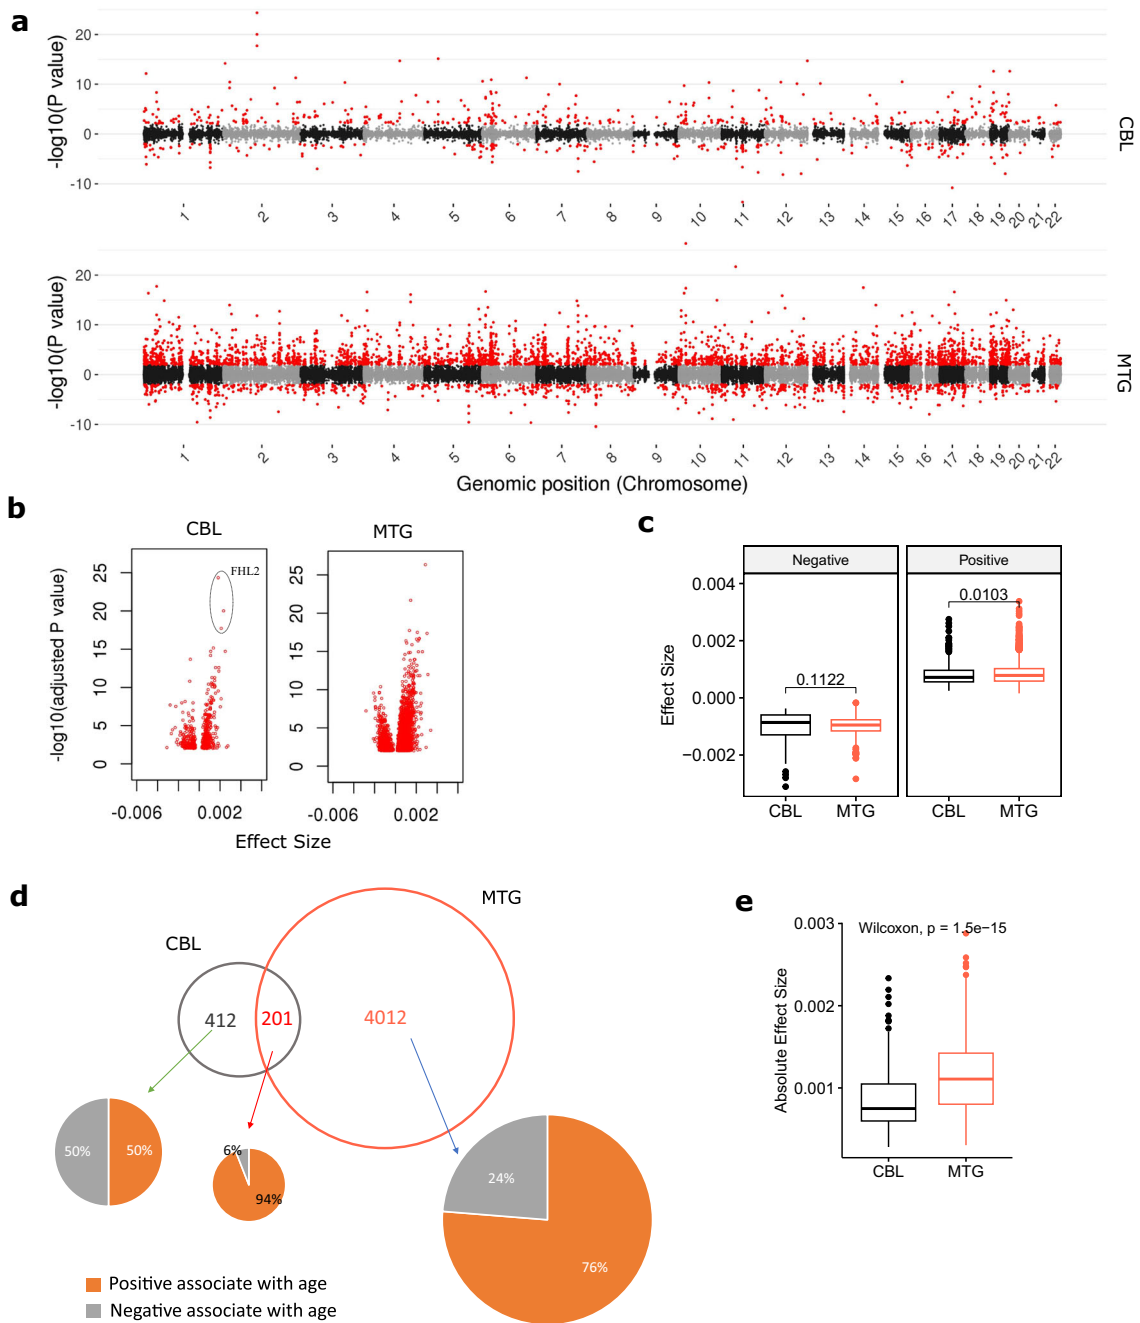 a
-log10(P value)
20
10
0
-10
CBL
1 2 3 4 5 6 7 8 9 10 11 12 13 14 15 16 17 18 19 20 21 22
-log10(P value)
20
10
0
-10
MTG
1 2 3 4 5 6 7 8 9 10 11 12 13 14 15 16 17 18 19 20 21 22
Genomic position (Chromosome)
b
CBL
MTG
-log10(adjusted P value)
25
20
15
10
5
0
FHL2
25
20
15
10
5
0
-0.006 0.002
-0.006 0.002
Effect Size
c
Negative
Positive
Effect Size
0.004
0.002
0.000
−0.002
0.1122
0.0103
CBL MTG
CBL MTG
d
CBL
MTG
412
201
4012
50%
50%
6%
94%
24%
76%
Positive associate with age
Negative associate with age
e
Wilcoxon, p = 1.5e−15
Absolute Effect Size
0.003
0.002
0.001
CBL MTG